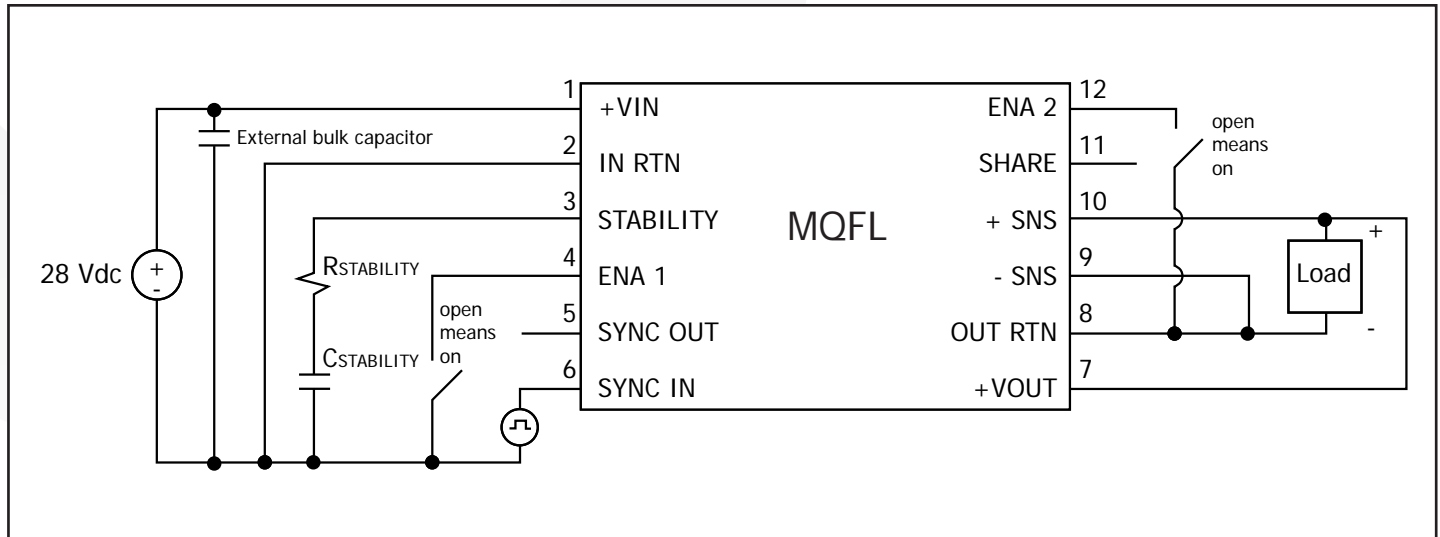 1
+VIN
2
IN RTN
3
STABILITY
4
ENA 1
5
SYNC OUT
6
SYNC IN
MQFL
12
ENA 2
11
SHARE
10
+ SNS
9
- SNS
8
OUT RTN
7
+VOUT
External bulk capacitor
28 Vdc
+
-
RSTABILITY
CSTABILITY
open
means
on
open
means
on
Load
+
-